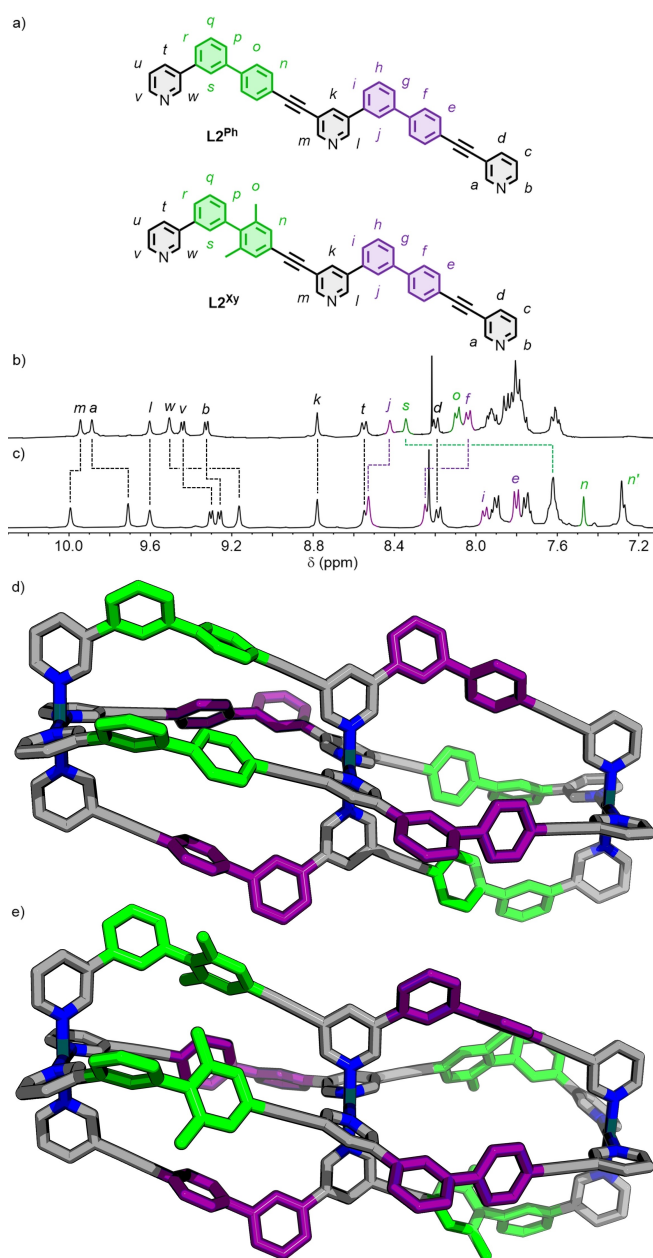 a)
q
r p o
t n
u s h
i g k f
v w
N
L2Ph
j e
m N l d
c
a N b
q
r p o
t n
u s h
i g k f
v w
N
L2Xy
j e
m N l d
c
a N b
b)
m a l w v b k t j s o f
d
c)
i e n n'
10.0 9.6 9.2 8.8 8.4 8.0 7.6 7.2
δ (ppm)
d)
e)